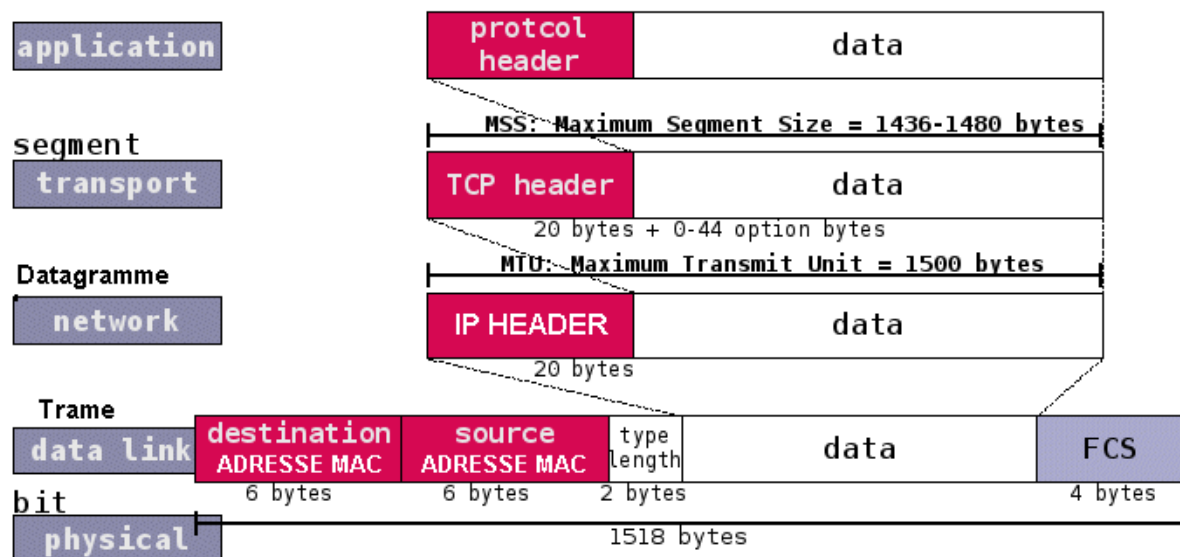 application
protcol
header
data
MSS: Maximum Segment Size = 1436-1480 bytes
segment
transport
TCP header
data
20 bytes + 0-44 option bytes
MTU: Maximum Transmit Unit = 1500 bytes
Datagramme
network
IP HEADER
data
20 bytes
Trame
data link
destination
ADRESSE MAC
source
ADRESSE MAC
type
length
data
FCS
6 bytes
6 bytes
2 bytes
4 bytes
bit
physical
1518 bytes